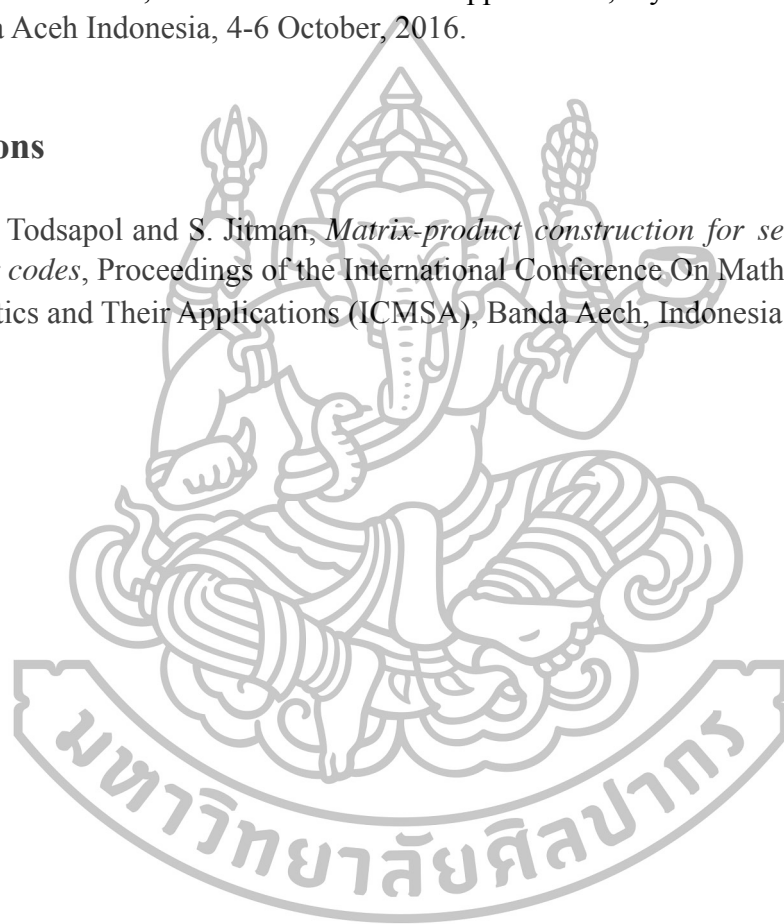 a Aceh Indonesia, 4-6 October, 2016.
ons
Todsapol and S. Jitman, Matrix-product construction for se
codes, Proceedings of the International Conference On Math
tics and Their Applications (ICMSA), Banda Aech, Indonesia
มหาวิทยาลัยศิลปากร